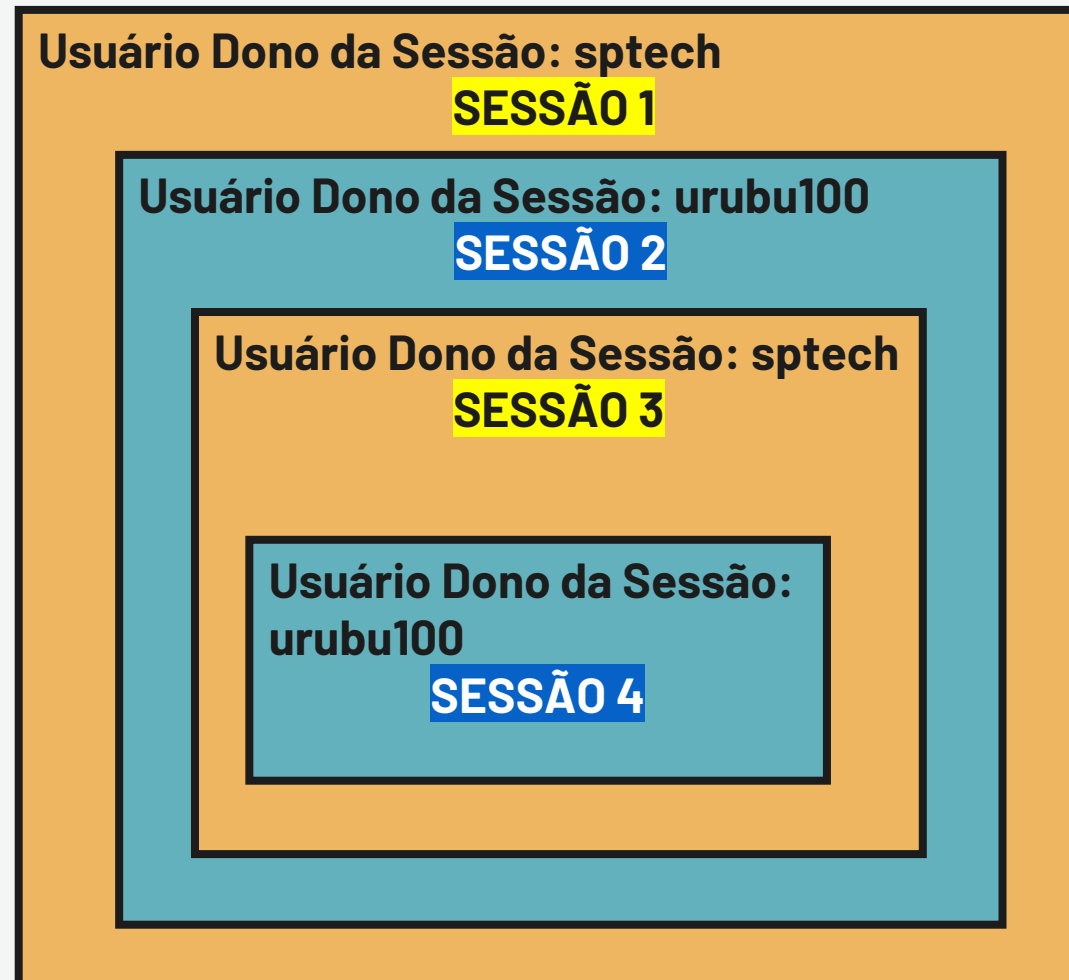 Usuário Dono da Sessão: sptech
SESSÃO 1
Usuário Dono da Sessão: urubu100
SESSÃO 2
Usuário Dono da Sessão: sptech
SESSÃO 3
Usuário Dono da Sessão:
urubu100
SESSÃO 4